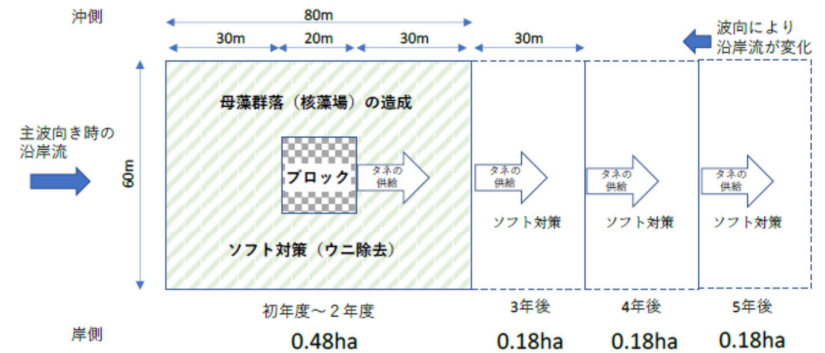 沖側
80m
30m
20m
30m
30m
波向により
沿岸流が変化
主波向き時の
沿岸流
60m
母藻群落（核藻場）の造成
ブロック
タネの
供給
ソフト対策（ウニ除去）
タネの
供給
ソフト対策
タネの
供給
ソフト対策
タネの
供給
ソフト対策
岸側
初年度～２年度
0.48ha
3年後
0.18ha
4年後
0.18ha
5年後
0.18ha